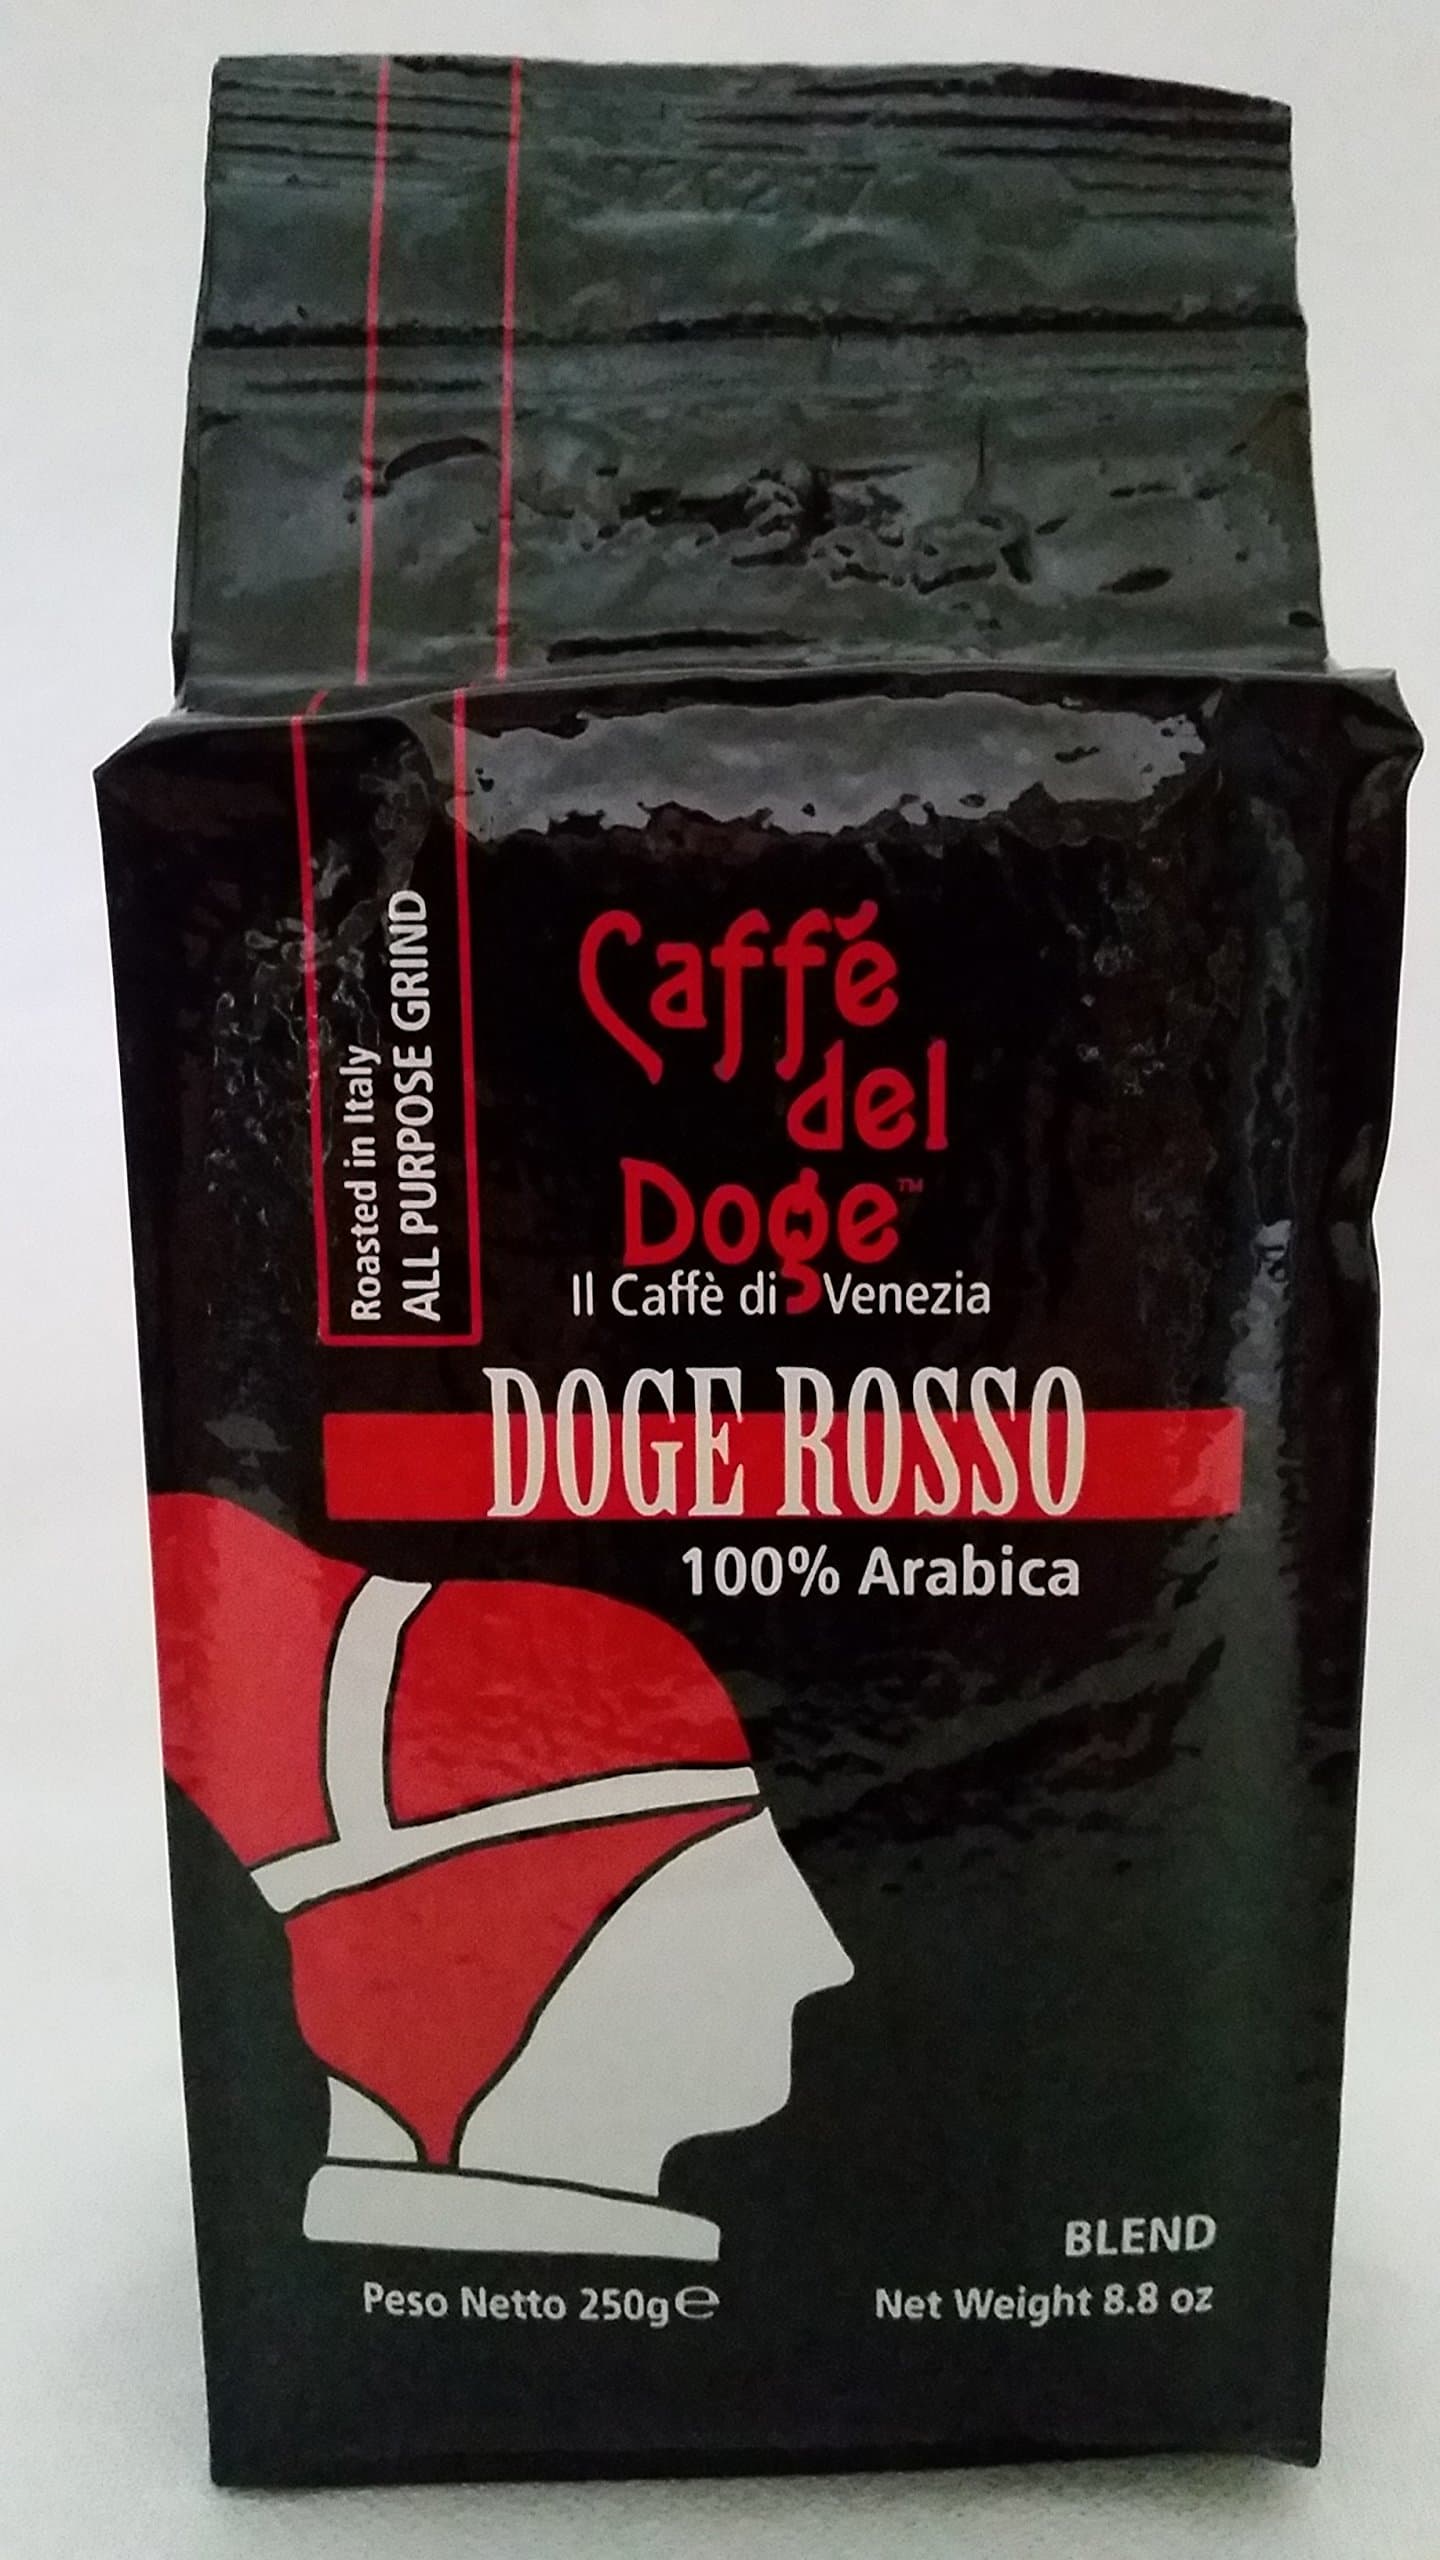 Roasted in Italy
ALL PURPOSE GRIND
Caffé
del
Doge™
Il Caffè di Venezia
DOGE ROSSO
100% Arabica
BLEND
Peso Netto 250g℮
Net Weight 8.8 oz